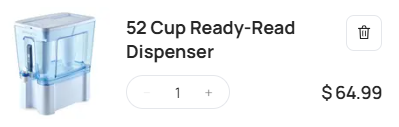 52 Cup Ready-Read
Dispenser
- 1 +
$ 64.99